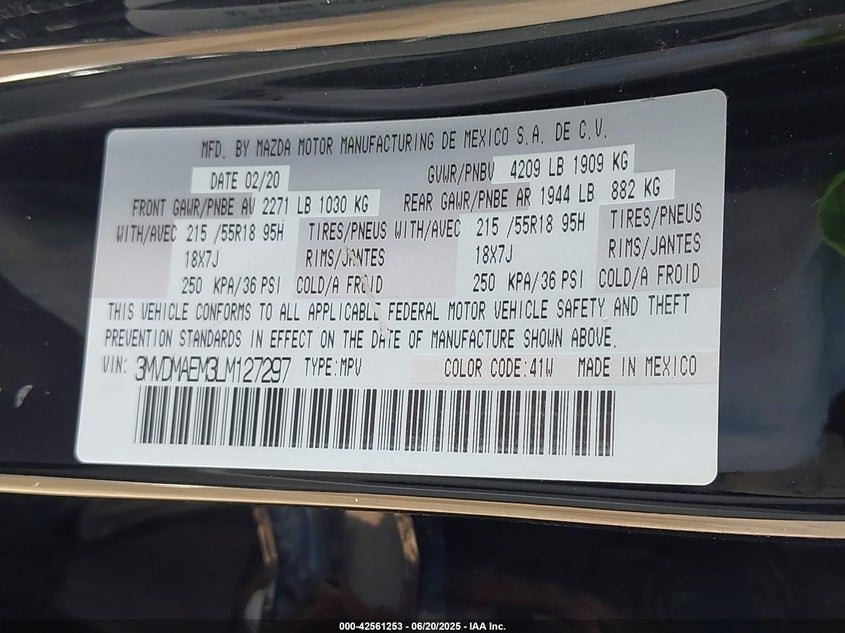 MFD. BY MAZDA MOTOR MANUFACTURING DE MEXICO S.A. DE C.V.
DATE 02/20 GVWR/PNBV 4209 LB 1909 KG
FRONT GAWR/PNBE AV 2271 LB 1030 KG REAR GAWR/PNBE AR 1944 LB 882 KG
WITH/AVEC 215 /55R18 95H TIRES/PNEUS WITH/AVEC 215 /55R18 95H TIRES/PNEUS
18X7J RIMS/JANTES 18X7J RIMS/JANTES
250 KPA/36 PSI COLD/A FROID 250 KPA/36 PSI COLD/A FROID
THIS VEHICLE CONFORMS TO ALL APPLICABLE FEDERAL MOTOR VEHICLE SAFETY AND THEFT
PREVENTION STANDARDS IN EFFECT ON THE DATE OF MANUFACTURE SHOWN ABOVE.
VIN: 3MVDMAEM3LM127297 TYPE:MPV COLOR CODE:41W MADE IN MEXICO
000-42561253 - 06/20/2025 - IAA Inc.